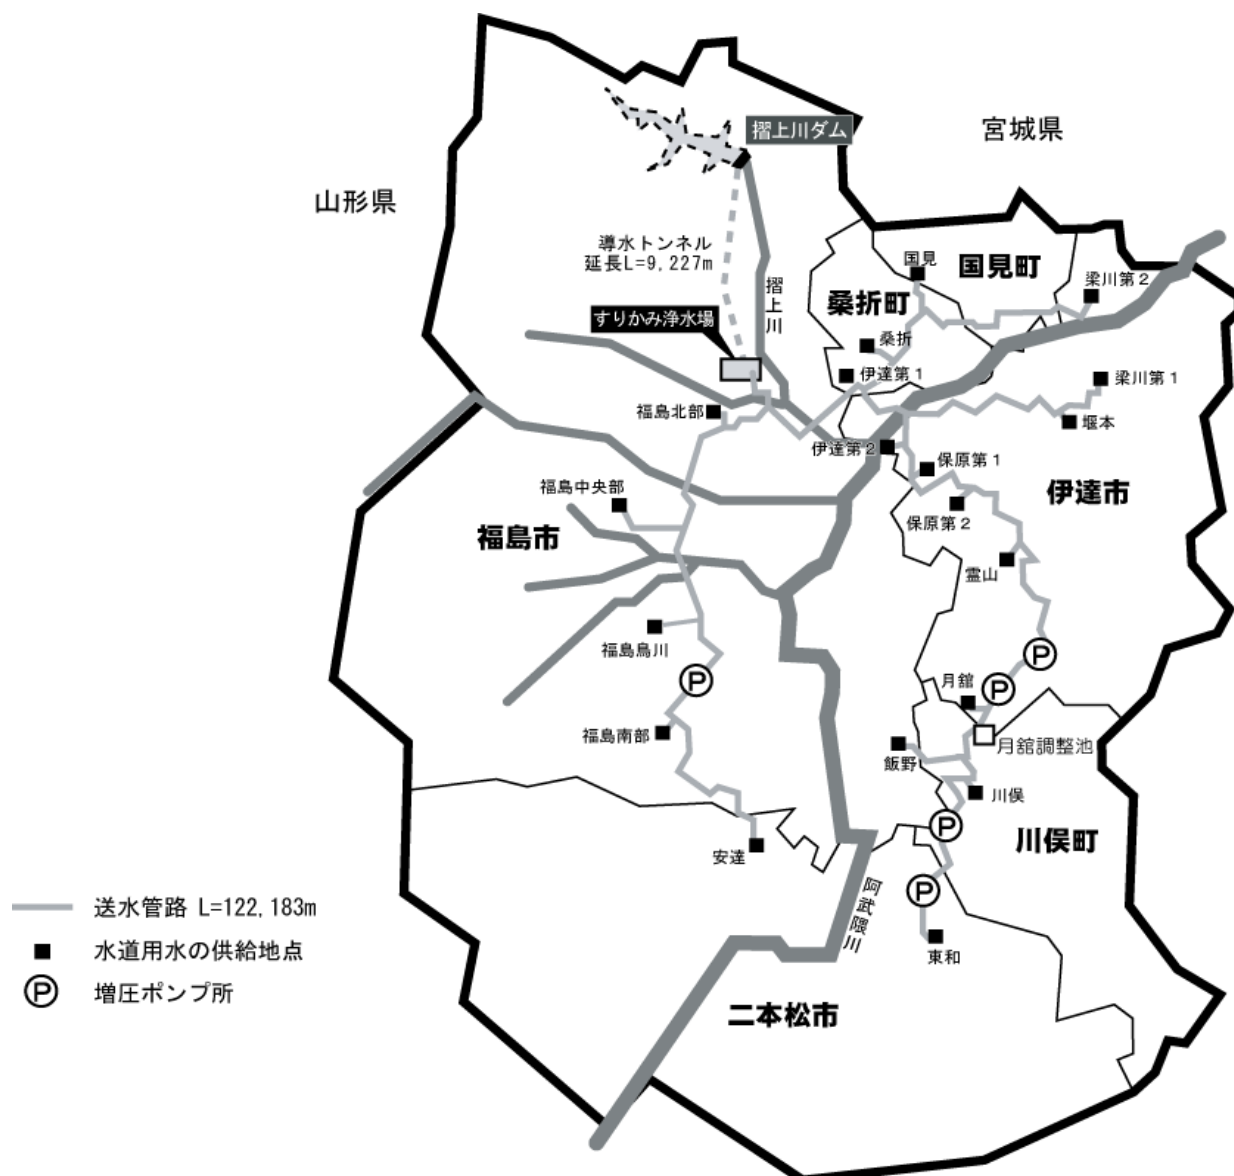 摺上川ダム
宮城県
山形県
導水トンネル
延長L=9,227m
摺上川
すりかみ浄水場
国見
国見町
桑折町
梁川第2
桑折
伊達第1
梁川第1
福島北部
堰本
伊達第2
保原第1
福島中央部
保原第2
伊達市
福島市
霊山
福島鳥川
P
P
月舘
P
福島南部
月舘調整池
飯野
川俣
P
川俣町
安達
P
阿武隈川
東和
二本松市
送水管路 L=122,183m
水道用水の供給地点
P 増圧ポンプ所